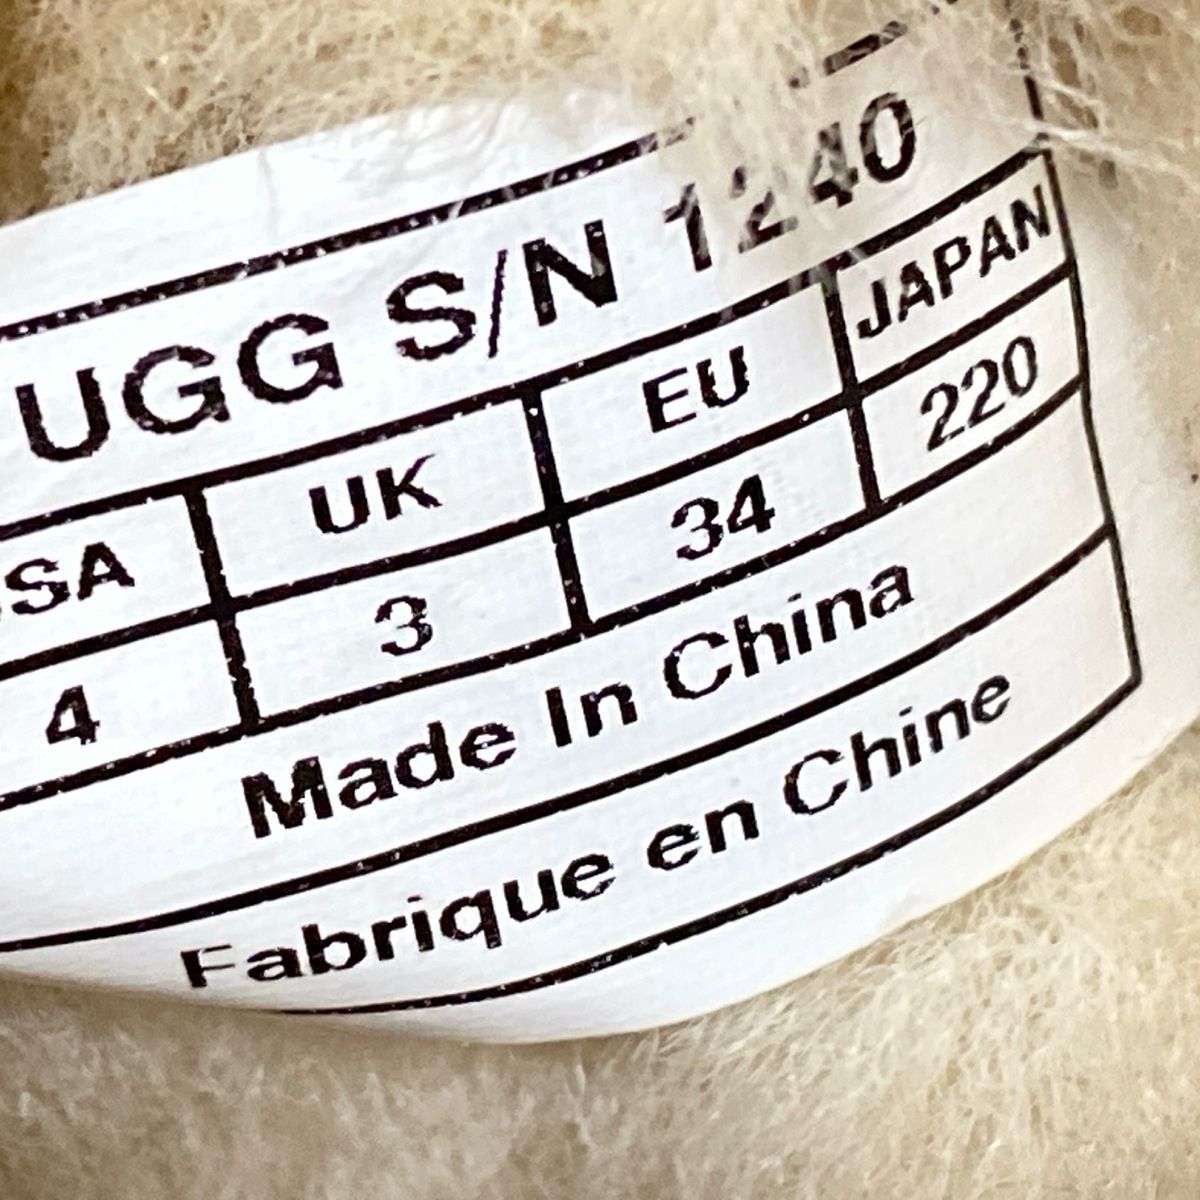 UGG S/N 1240
SA UK EU JAPAN
4 3 34 220
Made In China
Fabrique en Chine